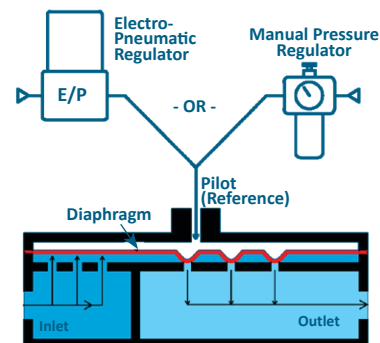 Electro-
Pneumatic
Regulator
Manual Pressure
Regulator
E/P
- OR -
Pilot
(Reference)
Diaphragm
Inlet
Outlet